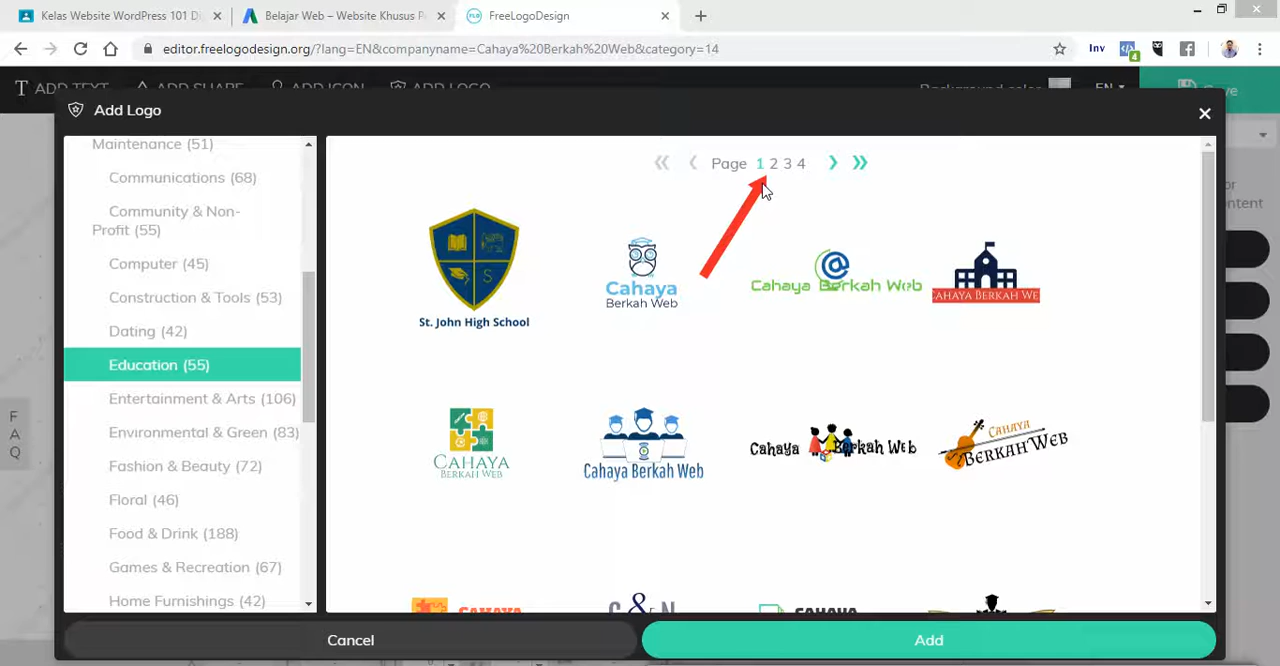 Kelas Website WordPress 101 Di
Belajar Web – Website Khusus P
FreeLogoDesign
editor.freelogodesign.org/?lang=EN&companyname=Cahaya%20Berkah%20Web&category=14
Inv
4
ADD TEXT
ADD SHAPE
ADD ICON
ADD LOGO
Background color
EN
Add Logo
Page 1 2 3 4
Maintenance (51)
Communications (68)
Community & Non-
Profit (55)
Computer (45)
Construction & Tools (53)
Dating (42)
Education (55)
Entertainment & Arts (106)
Environmental & Green (83)
Fashion & Beauty (72)
Floral (46)
Food & Drink (188)
Games & Recreation (67)
Home Furnishings (42)
S
St. John High School
Cahaya
Berkah Web
Cahaya Berkah Web
CAHAYA BERKAH WE
CAHAYA
BERKAH WEB
Cahaya Berkah Web
Cahaya Berkah Web
CAHAYA
BERKAH WEB
CAHAYA
G & N
CAHAYA
F
A
Q
Cancel
Add